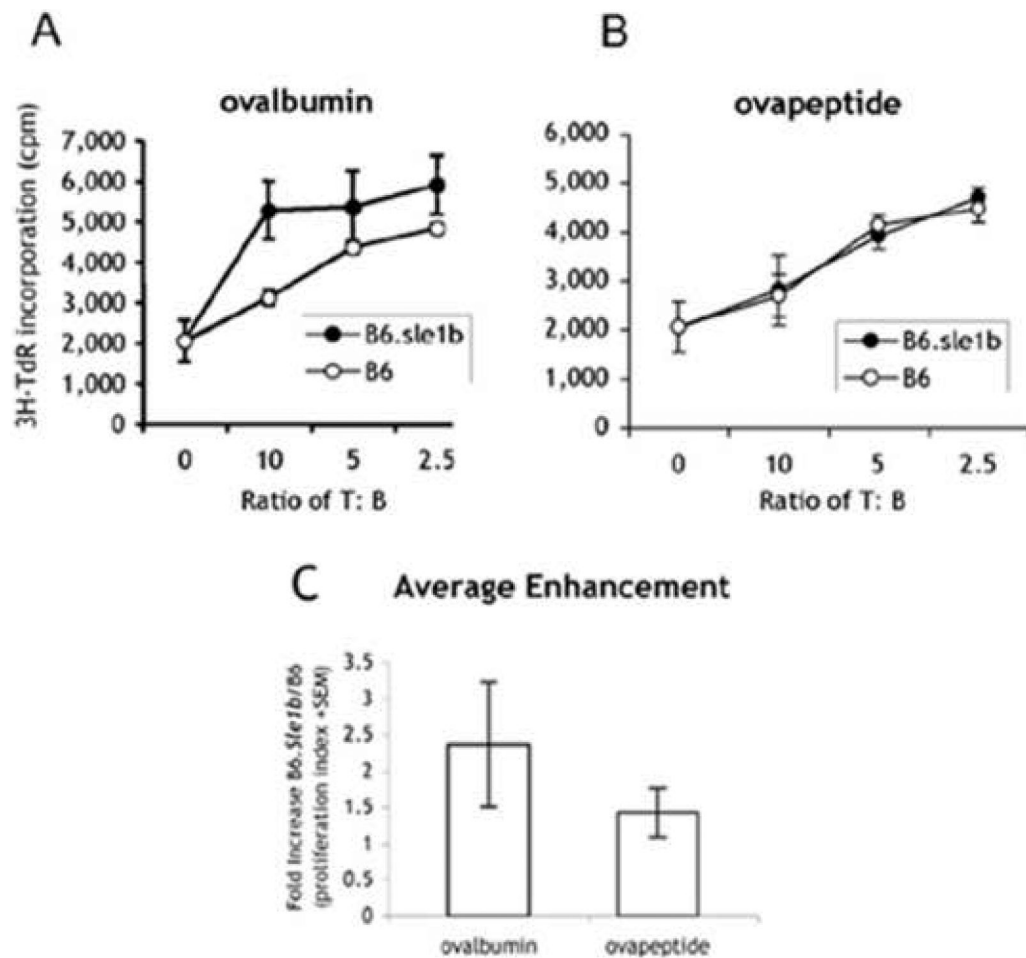 A
ovalbumin
3H-TdR incorporation (cpm)
7,000
6,000
5,000
4,000
3,000
2,000
1,000
0
B6.sle1b
B6
0 10 5 2.5
Ratio of T: B
B
ovapeptide
6,000
5,000
4,000
3,000
2,000
1,000
0
B6.sle1b
B6
0 10 5 2.5
Ratio of T: B
C
Average Enhancement
Fold Increase B6.Sle1b/B6
(proliferation index +SEM)
3.5
3
2.5
2
1.5
1
0.5
0
ovalbumin ovapeptide